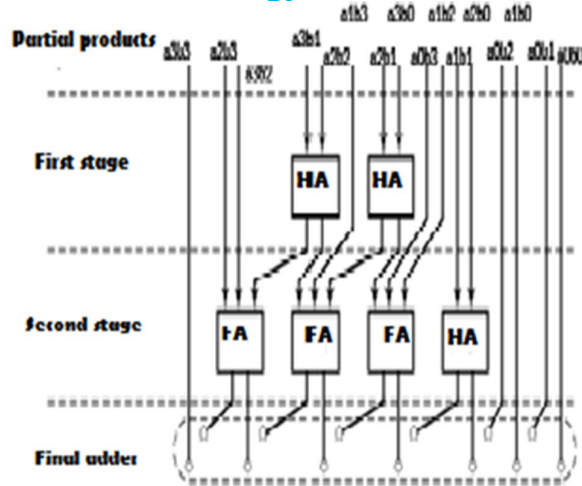 a1b3 a3b0 a1b2 a2b0 a1b0
Partial products a3b3 a2b3 a3b2 a3b1 a2b2 a2b1 a0b3 a1b1 a0b2 a0b1 a0b0
First stage HA HA
Second stage FA FA FA HA
Final adder